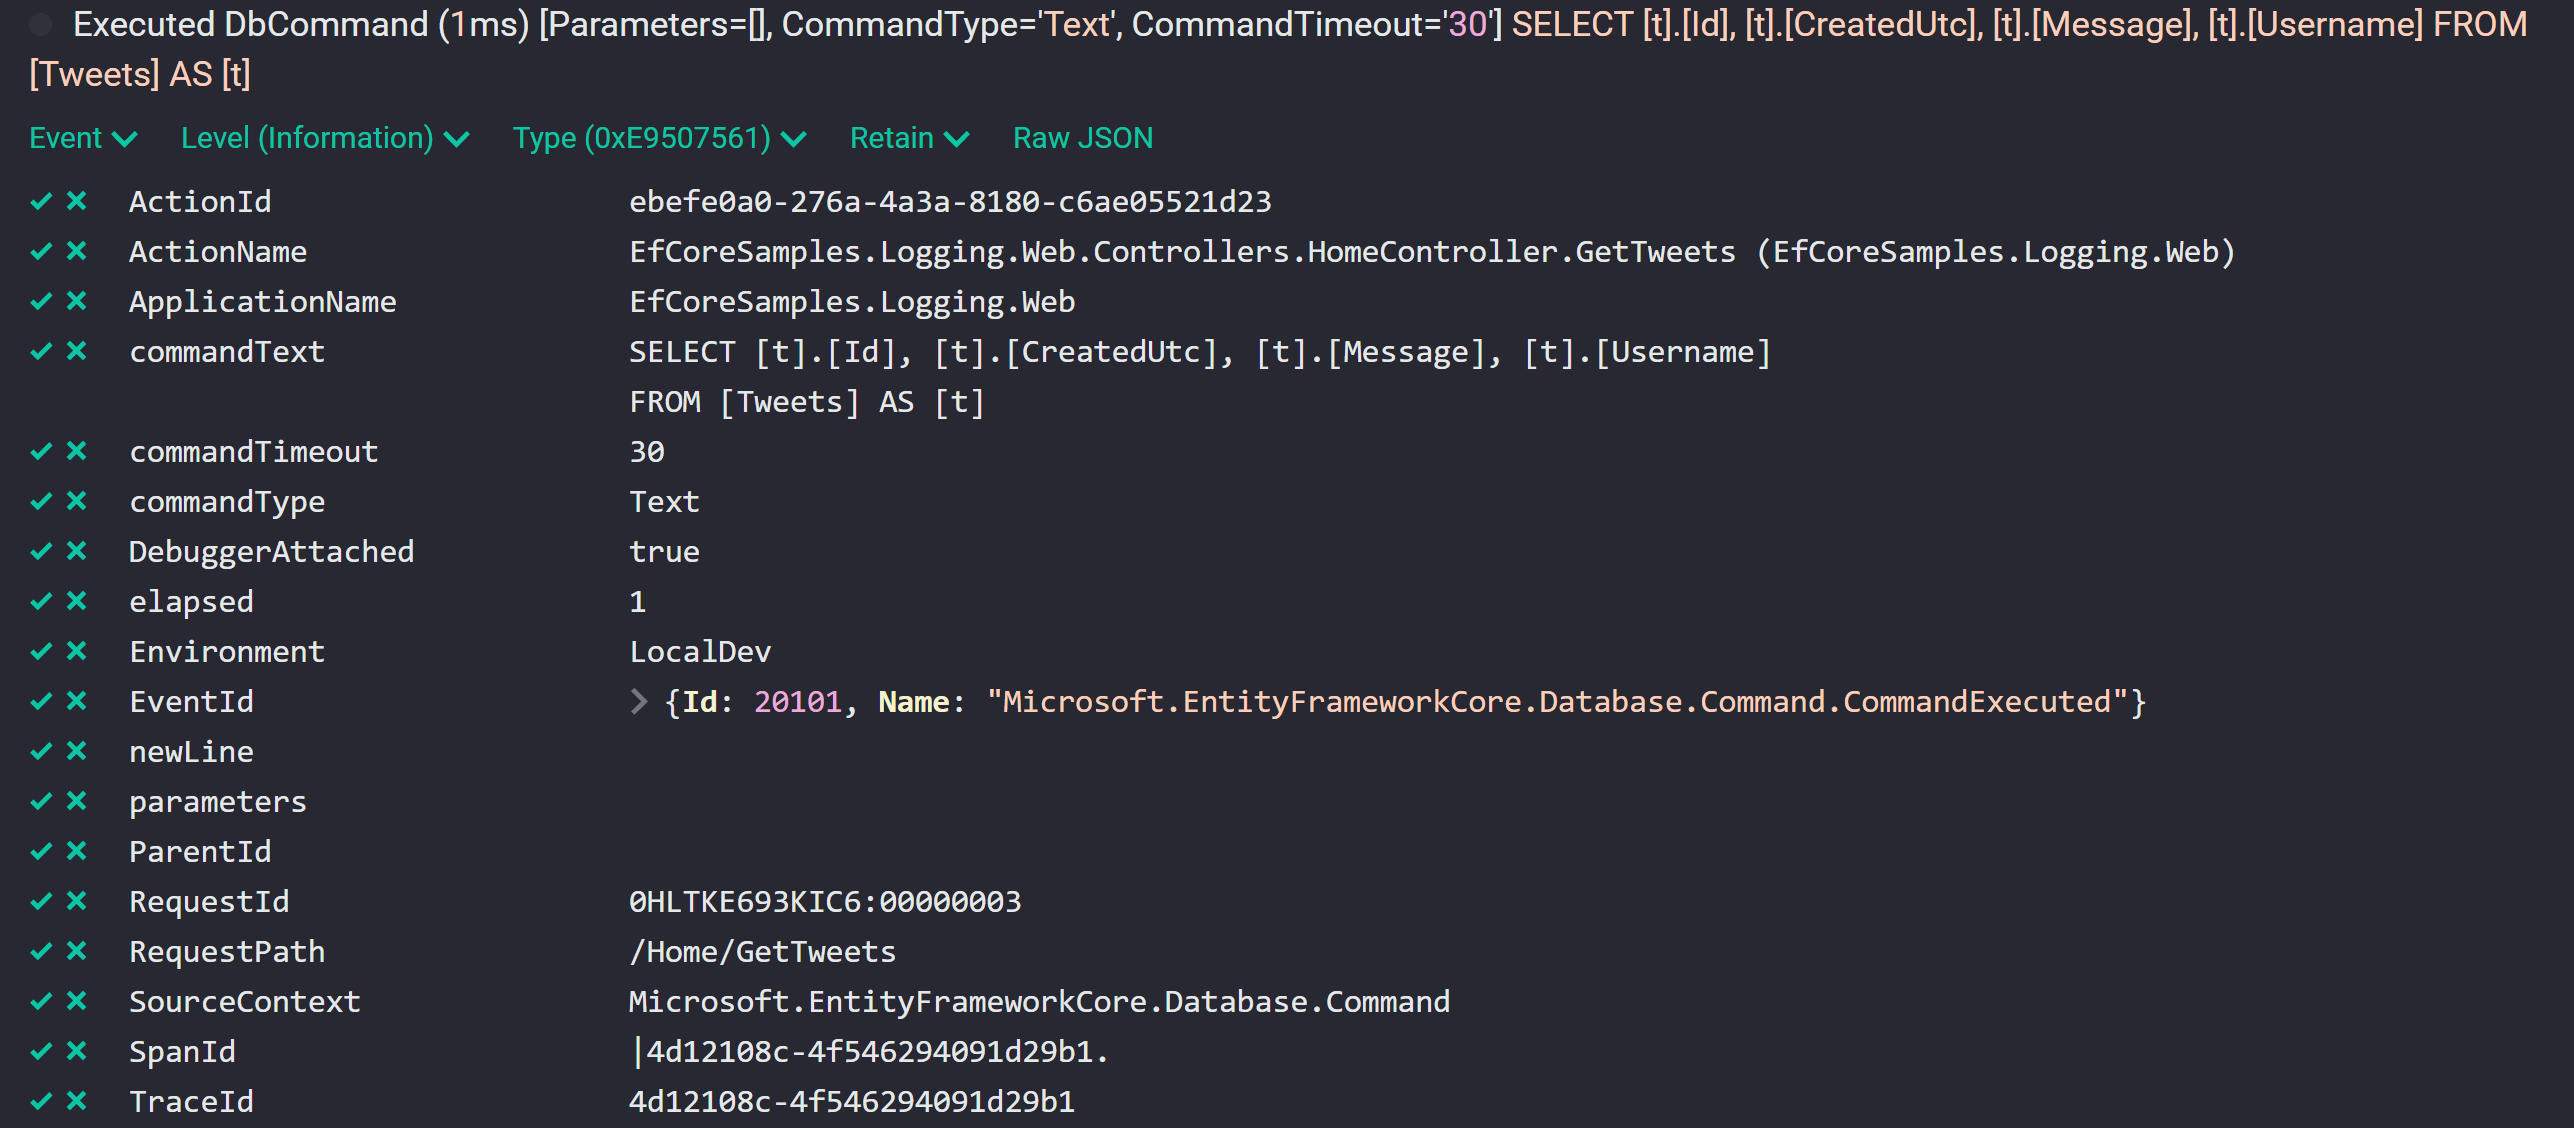 Executed DbCommand (1ms) [Parameters=[], CommandType='Text', CommandTimeout='30'] SELECT [t].[Id], [t].[CreatedUtc], [t].[Message], [t].[Username] FROM
[Tweets] AS [t]
Event Level (Information) Type (0xE9507561) Retain Raw JSON
ActionId ebefe0a0-276a-4a3a-8180-c6ae05521d23
ActionName EfCoreSamples.Logging.Web.Controllers.HomeController.GetTweets (EfCoreSamples.Logging.Web)
ApplicationName EfCoreSamples.Logging.Web
commandText SELECT [t].[Id], [t].[CreatedUtc], [t].[Message], [t].[Username]
FROM [Tweets] AS [t]
commandTimeout 30
commandType Text
DebuggerAttached true
elapsed 1
Environment LocalDev
EventId {Id: 20101, Name: "Microsoft.EntityFrameworkCore.Database.Command.CommandExecuted"}
newLine
parameters
ParentId
RequestId 0HLTKE693KIC6:00000003
RequestPath /Home/GetTweets
SourceContext Microsoft.EntityFrameworkCore.Database.Command
SpanId |4d12108c-4f546294091d29b1.
TraceId 4d12108c-4f546294091d29b1